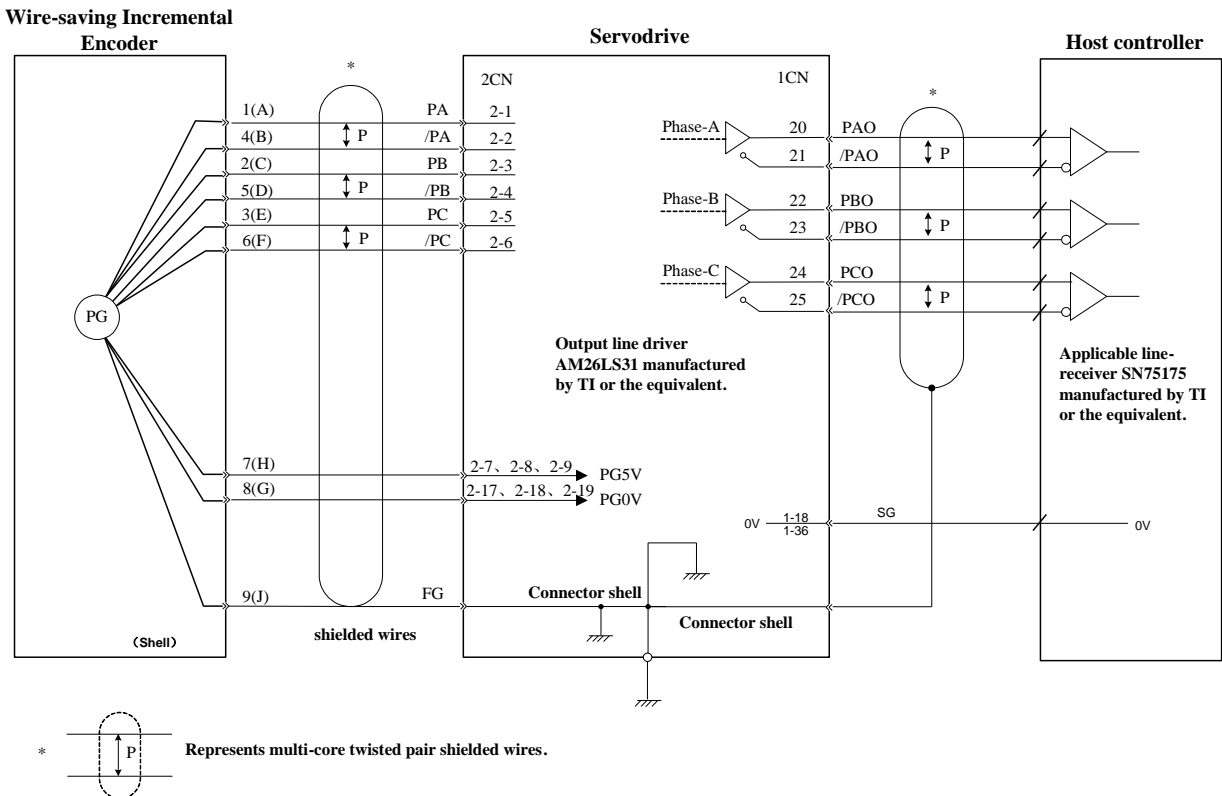 Wire-saving Incremental
Encoder
Servodrive
Host controller
*
2CN
1CN
*
1(A)
PA
2-1
4(B)
P
/PA
2-2
2(C)
PB
2-3
5(D)
P
/PB
2-4
3(E)
PC
2-5
6(F)
P
/PC
2-6
PG
Phase-A
20
PAO
21
/PAO
P
Phase-B
22
PBO
23
/PBO
P
Phase-C
24
PCO
25
/PCO
P
Output line driver
AM26LS31 manufactured
by TI or the equivalent.
Applicable line-
receiver SN75175
manufactured by TI
or the equivalent.
7(H)
2-7、2-8、2-9
PG5V
8(G)
2-17、2-18、2-19
PG0V
0V
1-18
1-36
SG
0V
9(J)
FG
Connector shell
Connector shell
(Shell)
shielded wires
*
P
Represents multi-core twisted pair shielded wires.